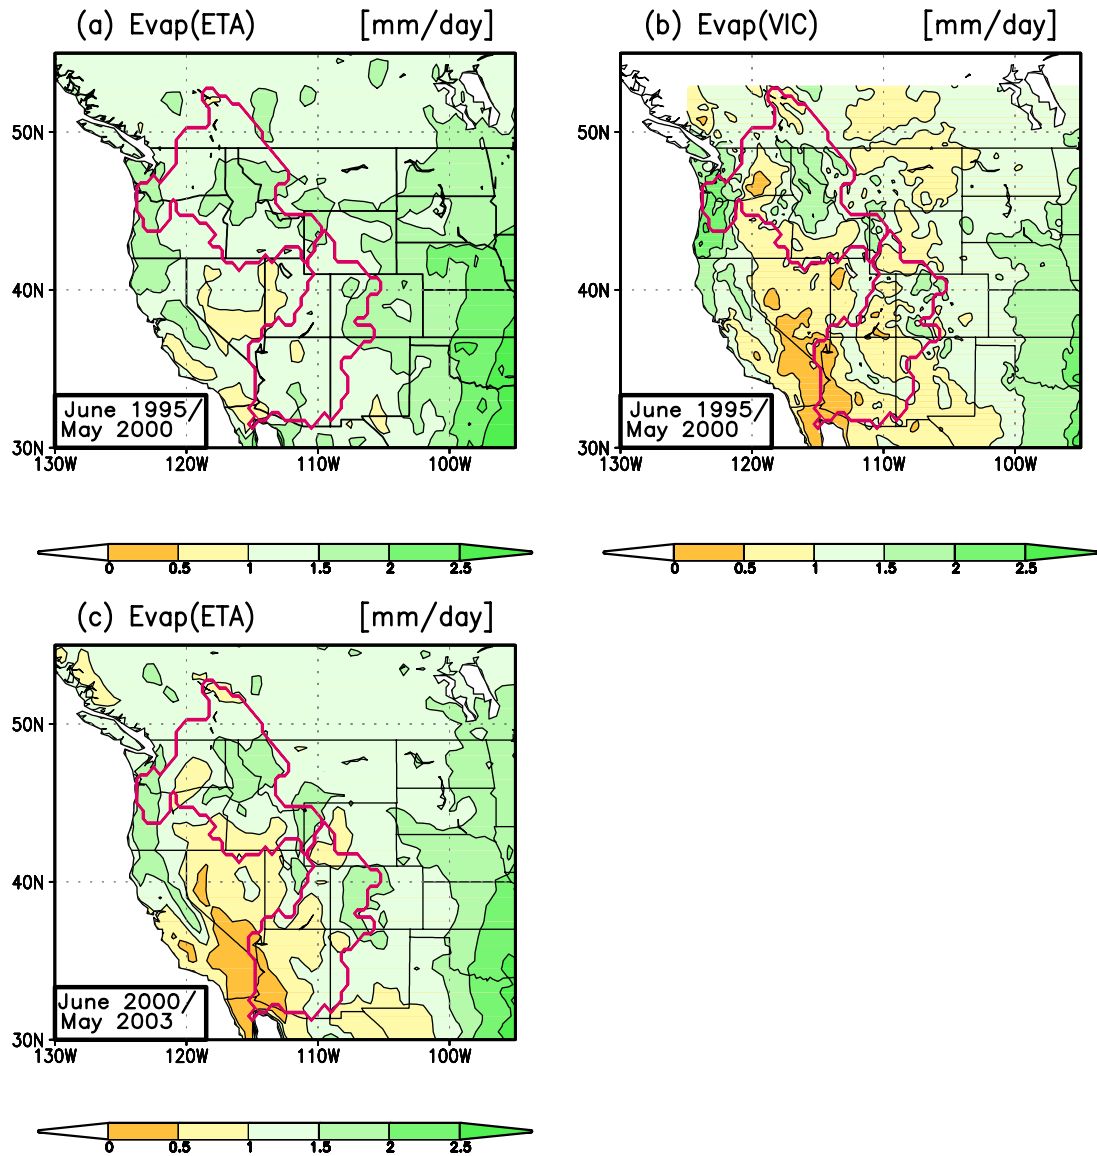 (a) Evap(ETA) [mm/day]
(b) Evap(VIC) [mm/day]
50N
40N
30N
130W 120W 110W 100W
June 1995/
May 2000
0 0.5 1 1.5 2 2.5
50N
40N
30N
130W 120W 110W 100W
June 1995/
May 2000
0 0.5 1 1.5 2 2.5
(c) Evap(ETA) [mm/day]
50N
40N
30N
130W 120W 110W 100W
June 2000/
May 2003
0 0.5 1 1.5 2 2.5